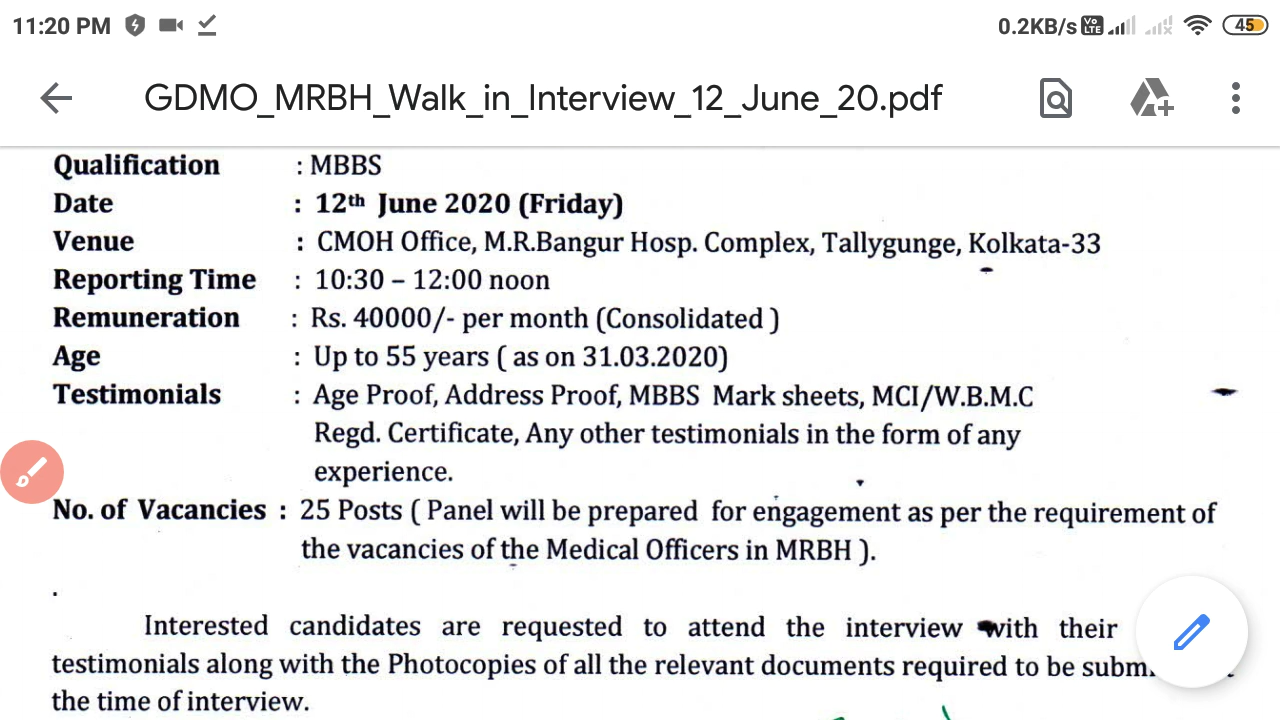 11:20 PM
0.2KB/s Vo LTE 45
GDMO_MRBH_Walk_in_Interview_12_June_20.pdf
Qualification : MBBS
Date : 12th June 2020 (Friday)
Venue : CMOH Office, M.R.Bangur Hosp. Complex, Tallygunge, Kolkata-33
Reporting Time : 10:30 – 12:00 noon
Remuneration : Rs. 40000/- per month (Consolidated )
Age : Up to 55 years ( as on 31.03.2020)
Testimonials : Age Proof, Address Proof, MBBS Mark sheets, MCI/W.B.M.C
Regd. Certificate, Any other testimonials in the form of any
experience.
No. of Vacancies : 25 Posts ( Panel will be prepared for engagement as per the requirement of
the vacancies of the Medical Officers in MRBH ).
.
Interested candidates are requested to attend the interview with their
testimonials along with the Photocopies of all the relevant documents required to be
the time of interview.